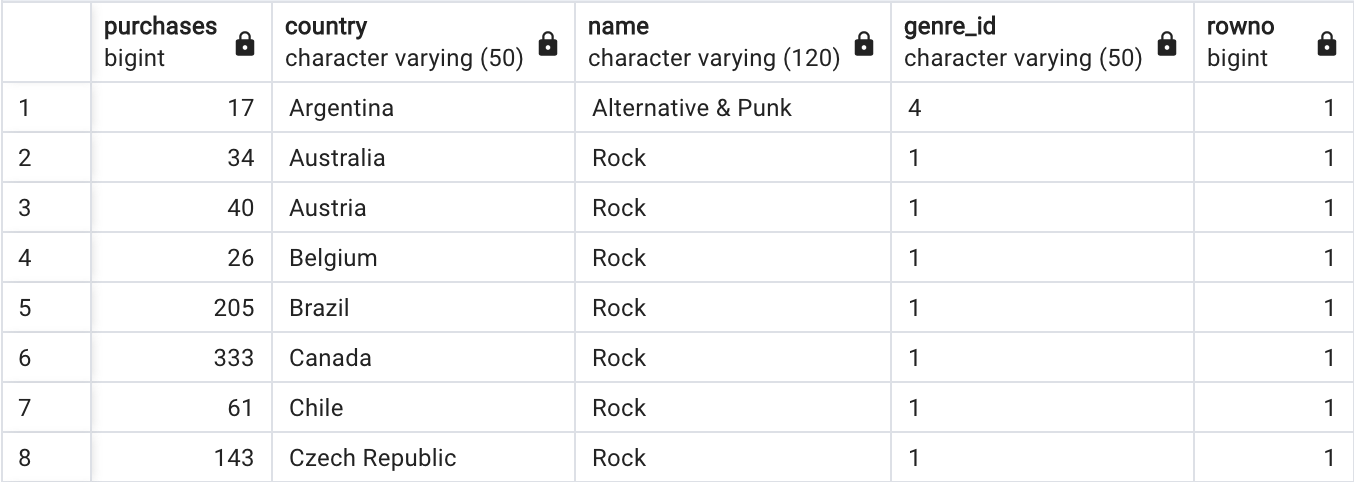 purchases country name genre_id rowno
bigint character varying (50) character varying (120) character varying (50) bigint
1 17 Argentina Alternative & Punk 4 1
2 34 Australia Rock 1 1
3 40 Austria Rock 1 1
4 26 Belgium Rock 1 1
5 205 Brazil Rock 1 1
6 333 Canada Rock 1 1
7 61 Chile Rock 1 1
8 143 Czech Republic Rock 1 1